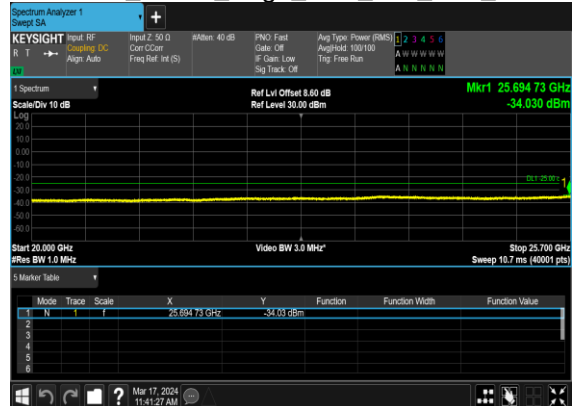 Spectrum Analyzer 1
Swept SA
+
KEYSIGHT Input: RF Input Z: 50 Ω #Atten: 40 dB PNO: Fast Avg Type: Power (RMS) 1 2 3 4 5 6
R T Coupling: DC Corr CCorr Gate: Off Avg|Hold: 100/100 A W W W W W
Align: Auto Freq Ref: Int (S) IF Gain: Low Trig: Free Run
Sig Track: Off A N N N N N
1 Spectrum Ref Lvl Offset 8.60 dB Mkr1 25.694 73 GHz
Scale/Div 10 dB Ref Level 30.00 dBm -34.030 dBm
Log
20.0
10.0
0.00
-10.0
-20.0
DL1 -25.00
1
-30.0
-40.0
-50.0
-60.0
Start 20.000 GHz Video BW 3.0 MHz* Stop 25.700 GHz
#Res BW 1.0 MHz Sweep 10.7 ms (40001 pts)
5 Marker Table
Mode Trace Scale X Y Function Function Width Function Value
1 N 1 f 25.694 73 GHz -34.03 dBm
2
3
4
5
6
? Mar 17, 2024
11:41:27 AM